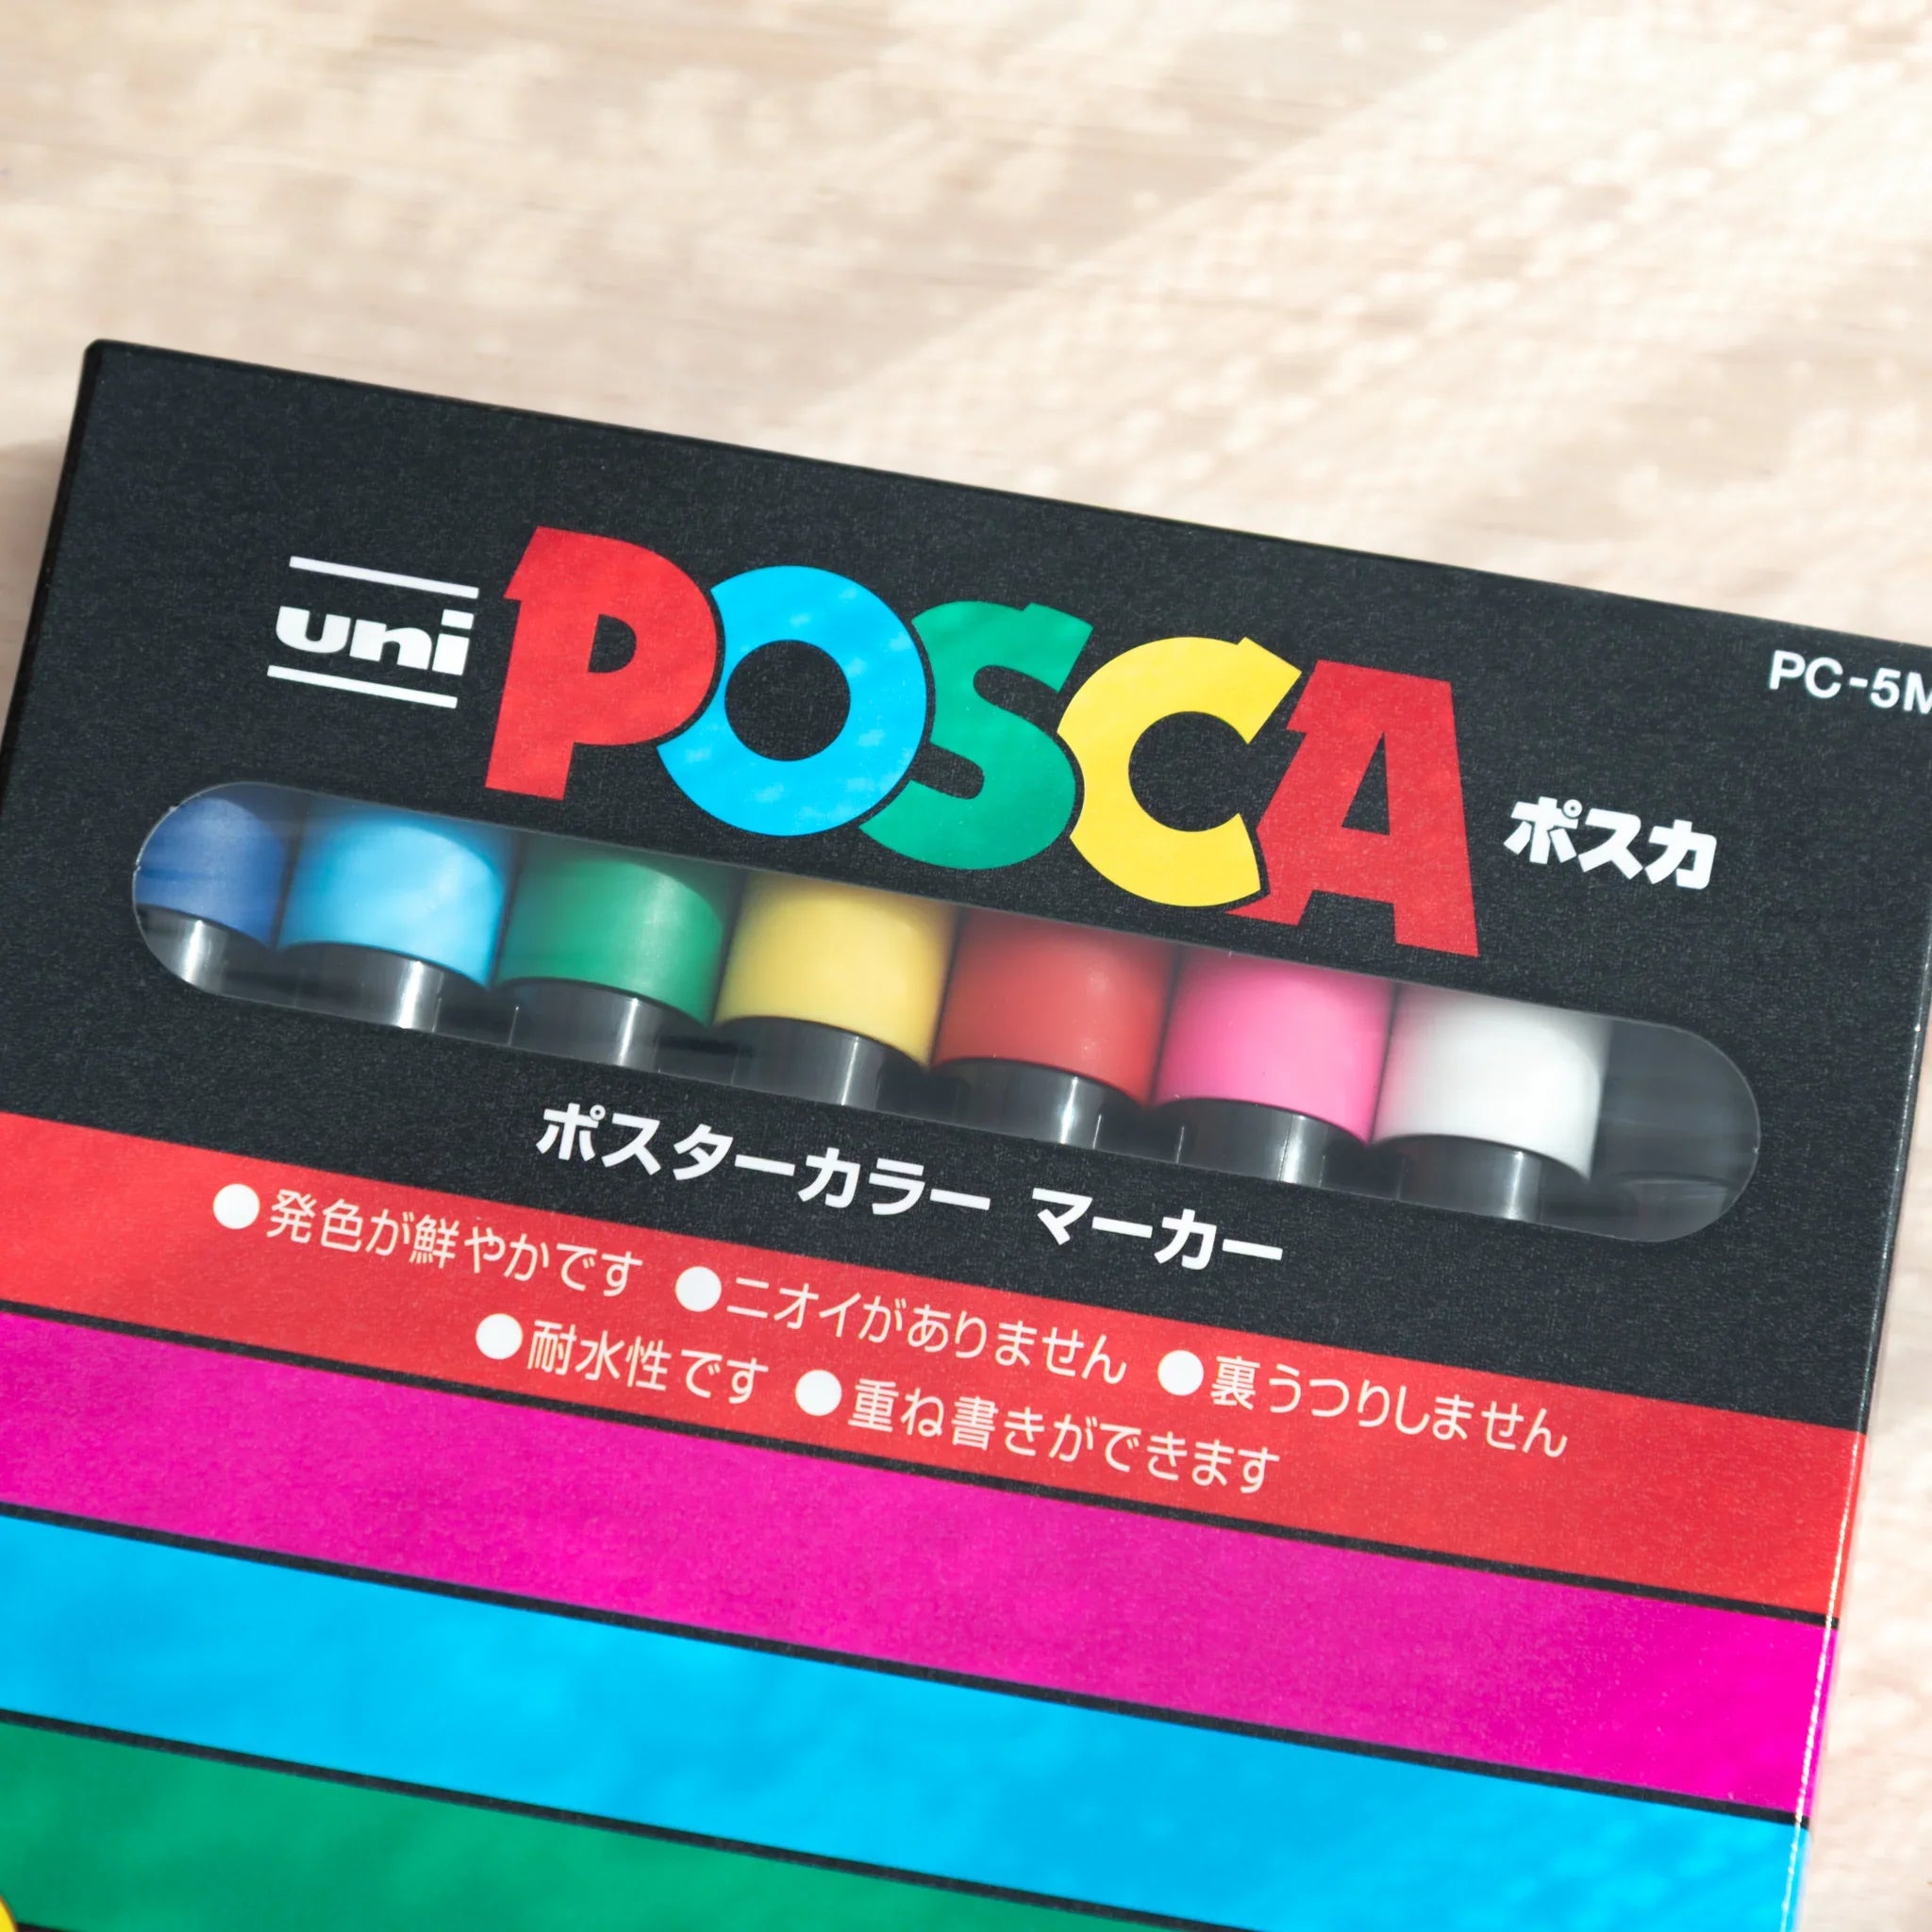 uni POSCA ポスカ
PC-5M
ポスターカラー マーカー
●発色が鮮やかです ●ニオイがありません ●裏うつりしません
●耐水性です ●重ね書きができます